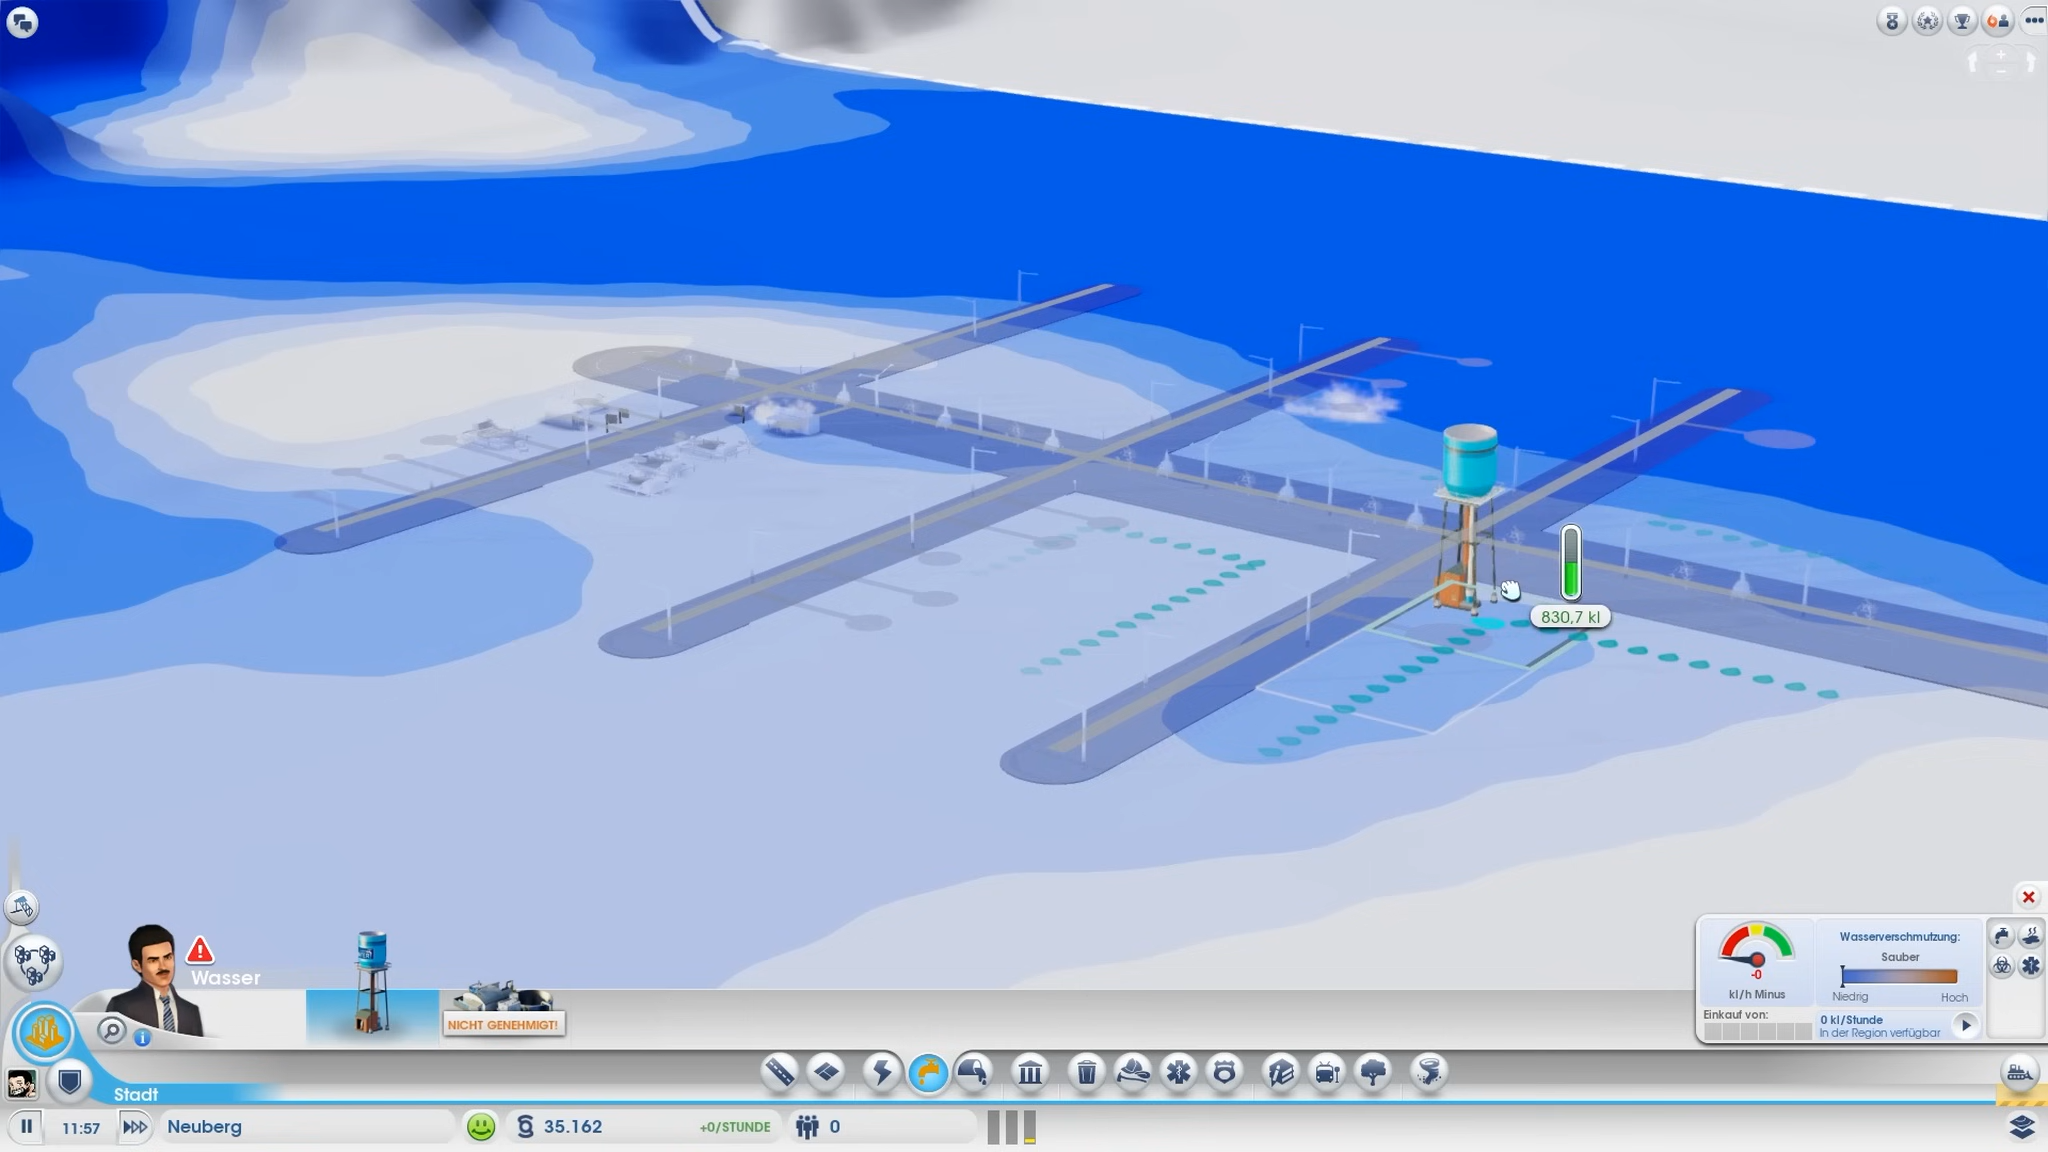 830,7 kl
Wasser
NICHT GENEHMIGT!
-0
kl/h Minus
Wasserverschmutzung:
Sauber
Niedrig
Hoch
Einkauf von:
0 kl/Stunde
In der Region verfügbar
Stadt
11:57
Neuberg
35.162
+0/STUNDE
0